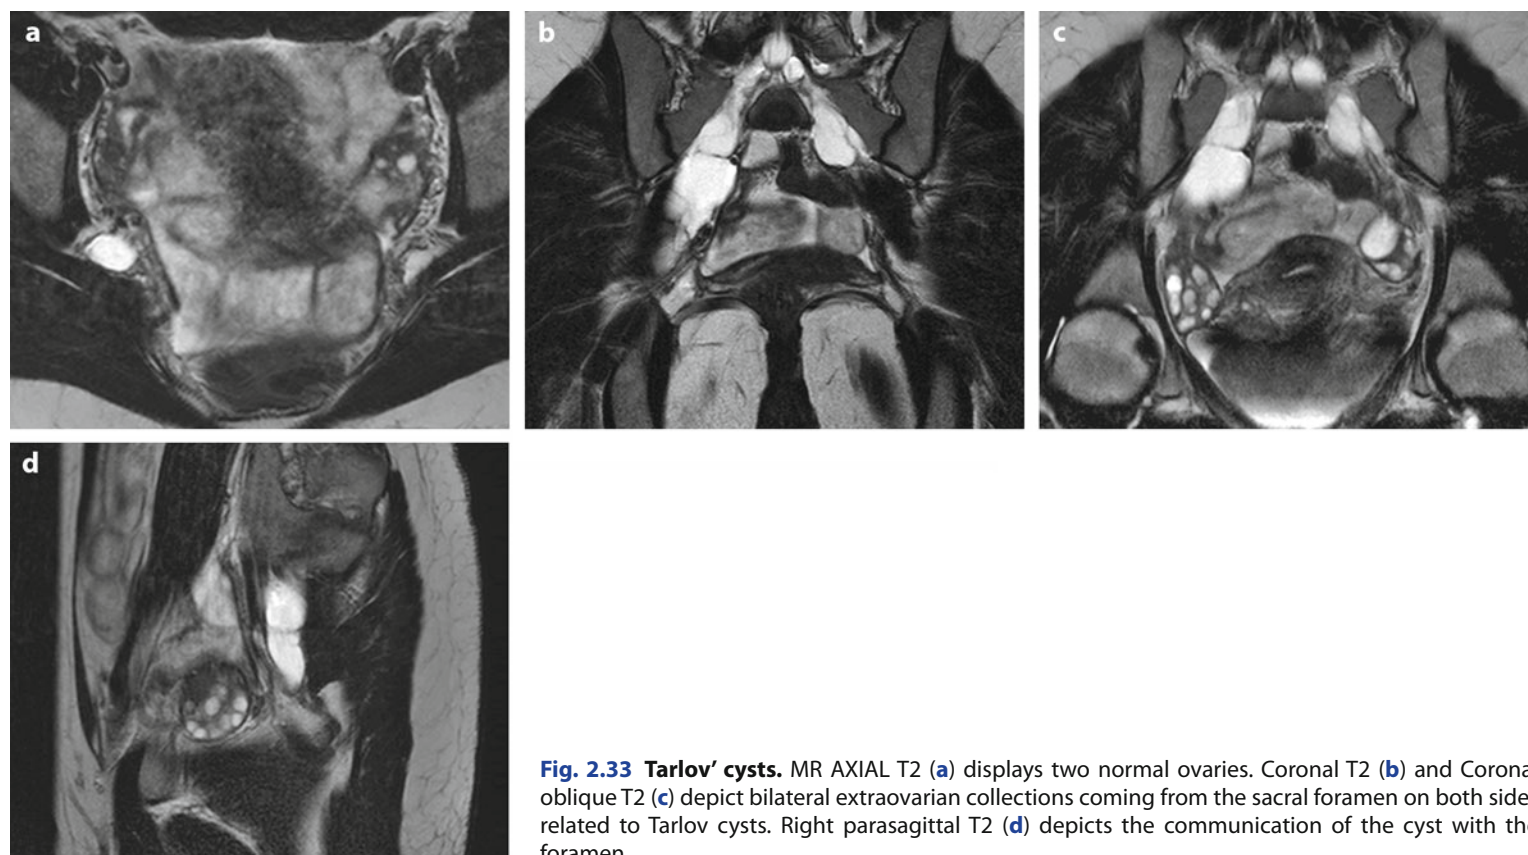 a
b
c
d
Fig. 2.33 Tarlov' cysts. MR AXIAL T2 (a) displays two normal ovaries. Coronal T2 (b) and Corona
oblique T2 (c) depict bilateral extraovarian collections coming from the sacral foramen on both side
related to Tarlov cysts. Right parasagittal T2 (d) depicts the communication of the cyst with the
foramen